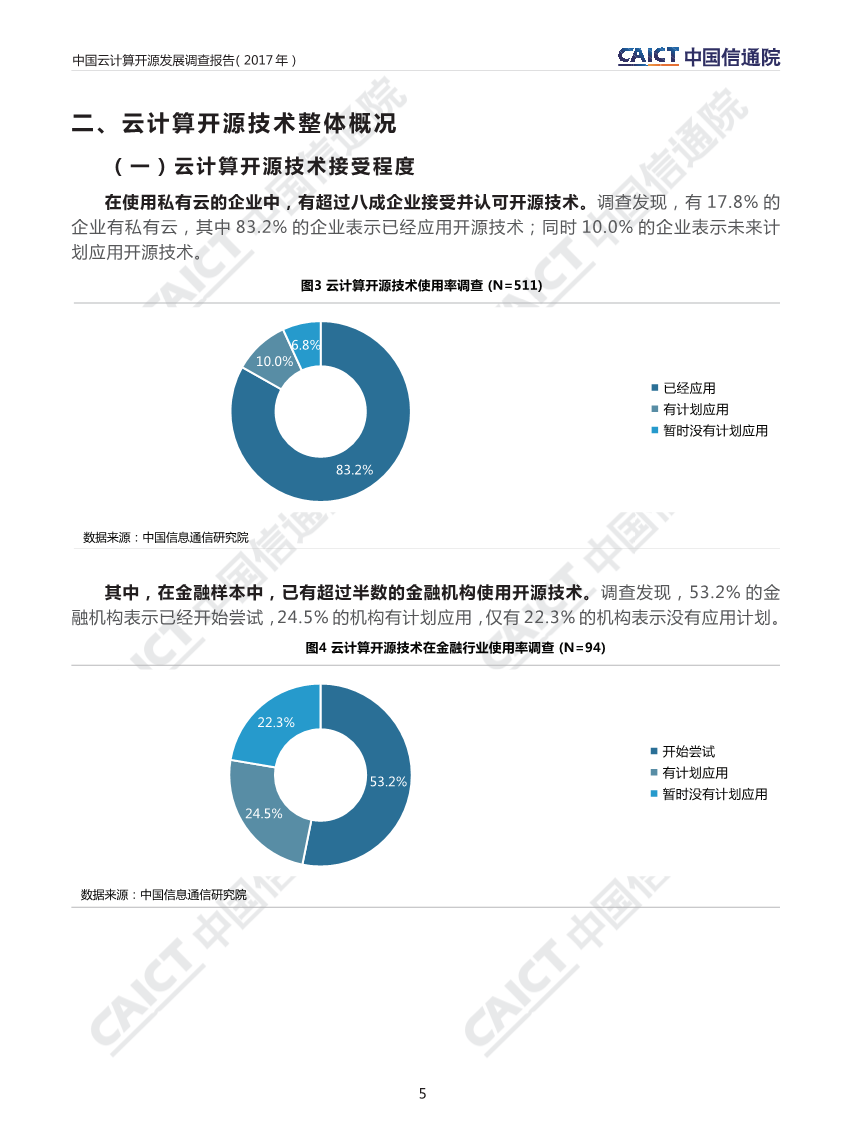 中国云计算开源发展调查报告( 2017 年 )
CAICT 中国信通院
二、云计算开源技术整体概况
（一）云计算开源技术接受程度
在使用私有云的企业中，有超过八成企业接受并认可开源技术。调查发现，有 17.8% 的
企业有私有云，其中 83.2% 的企业表示已经应用开源技术；同时 10.0% 的企业表示未来计
划应用开源技术。
图3 云计算开源技术使用率调查 (N=511)
6.8%
10.0%
83.2%
已经应用
有计划应用
暂时没有计划应用
数据来源：中国信息通信研究院
其中，在金融样本中，已有超过半数的金融机构使用开源技术。调查发现，53.2% 的金
融机构表示已经开始尝试，24.5% 的机构有计划应用，仅有 22.3% 的机构表示没有应用计划。
图4 云计算开源技术在金融行业使用率调查 (N=94)
22.3%
53.2%
24.5%
开始尝试
有计划应用
暂时没有计划应用
数据来源：中国信息通信研究院
CAICT 中国信通院
5